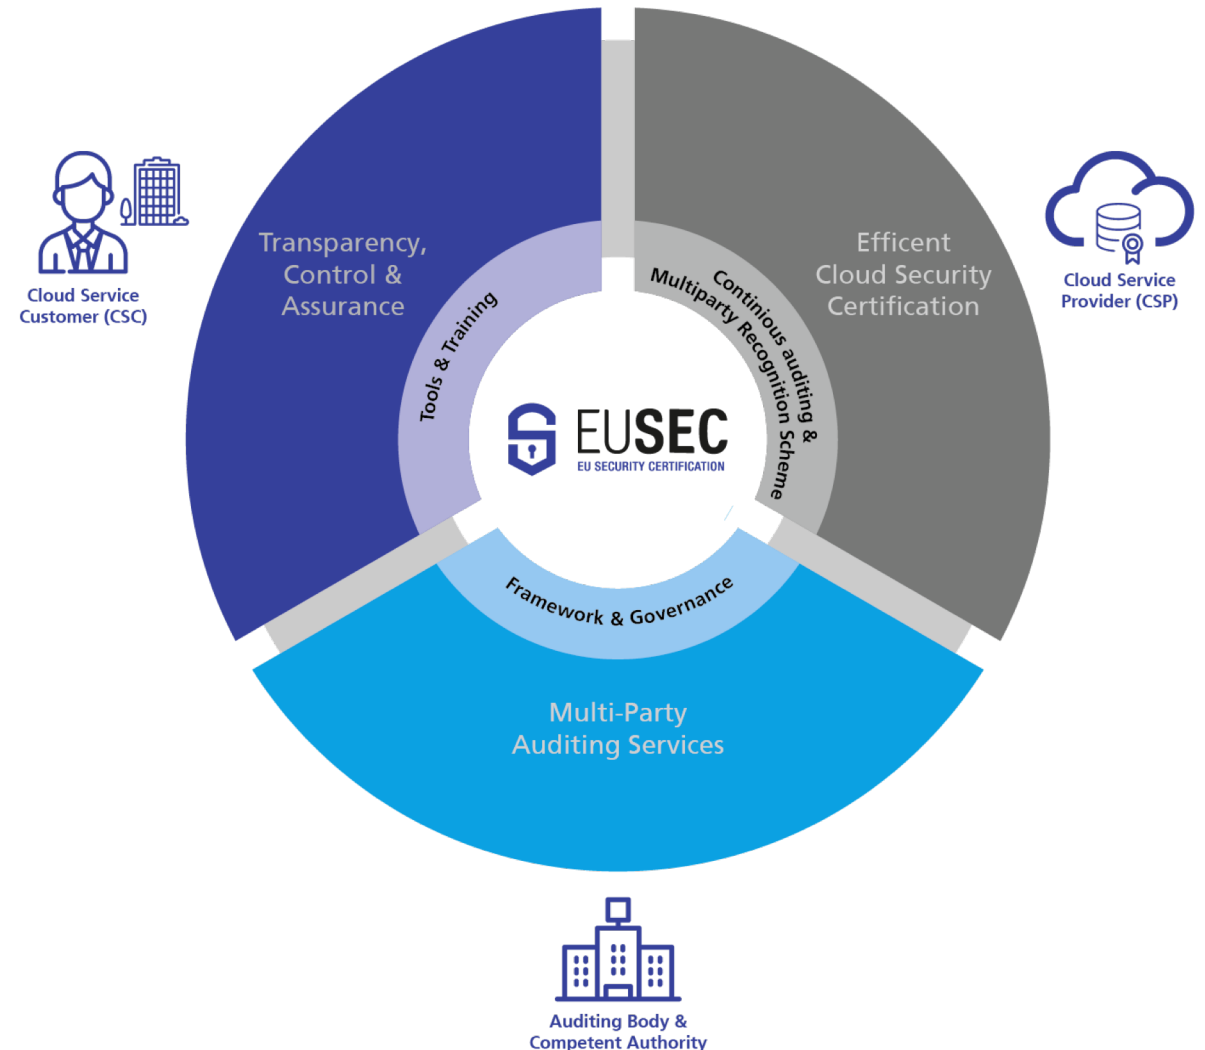 Cloud Service
Customer (CSC)
Transparency,
Control &
Assurance
Tools & Training
Efficent
Cloud Security
Certification
Continious auditing &
Multiparty Recognition Scheme
Cloud Service
Provider (CSP)
EUSEC
EU SECURITY CERTIFICATION
Framework & Governance
Multi-Party
Auditing Services
Auditing Body &
Competent Authority